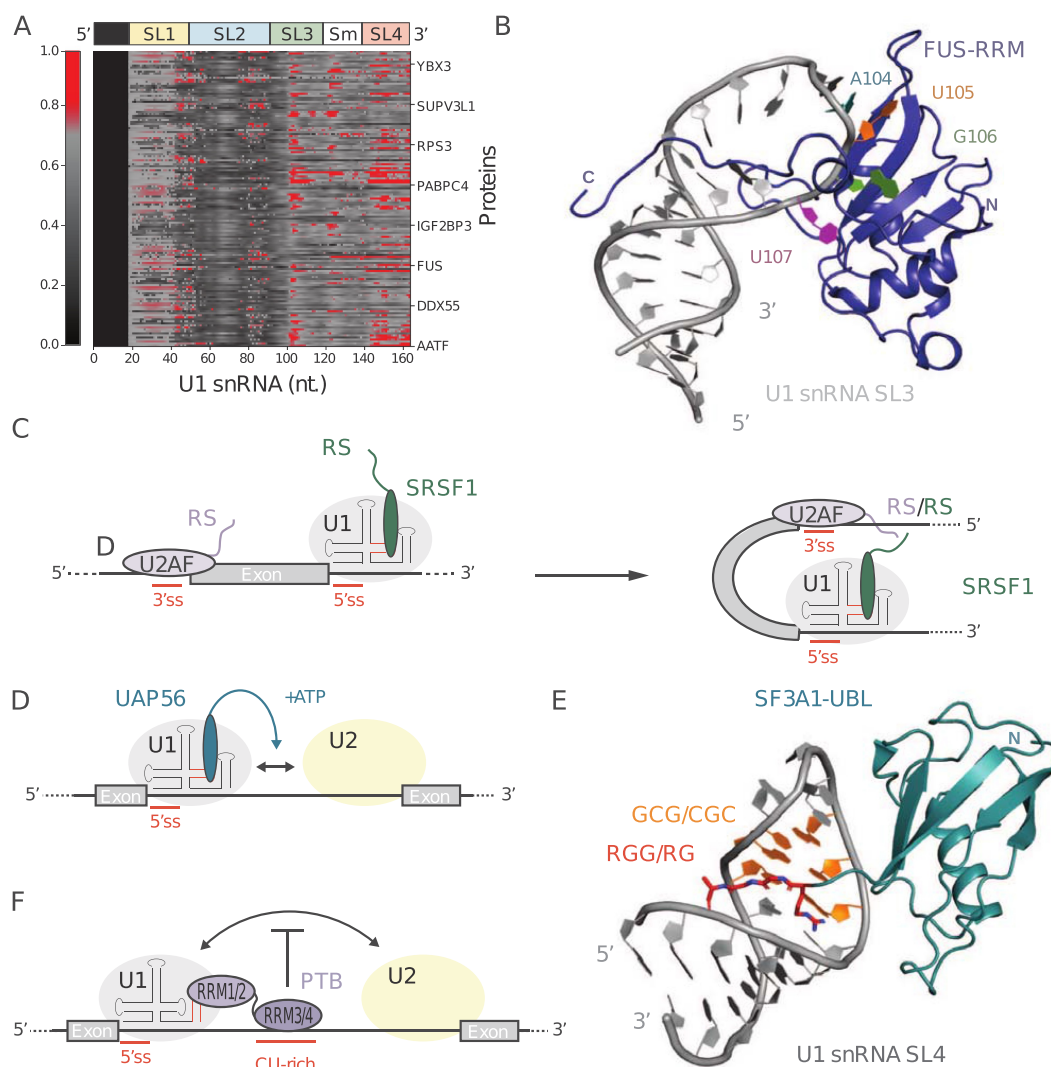 A
5’ SL1 SL2 SL3 Sm SL4 3’
1.0
0.8
0.6
0.4
0.2
0.0
YBX3
SUPV3L1
RPS3
PABPC4
IGF2BP3
FUS
DDX55
AATF
Proteins
0 20 40 60 80 100 120 140 160
U1 snRNA (nt.)
B
FUS-RRM
A104
U105
G106
C
N
U107
3’
U1 snRNA SL3
5’
C
RS
SRSF1
RS
U1
D
U2AF
5’
Exon
3’
3’ss
5’ss
U2AF
RS/RS
5’
3’ss
U1
SRSF1
3’
5’ss
D
UAP56
+ATP
U1
U2
5’
Exon
Exon
3’
5’ss
E
SF3A1-UBL
N
GCG/CGC
RGG/RG
5’
3’
U1 snRNA SL4
F
U1
U2
RRM1/2
PTB
RRM3/4
5’
Exon
Exon
3’
5’ss
CU-rich